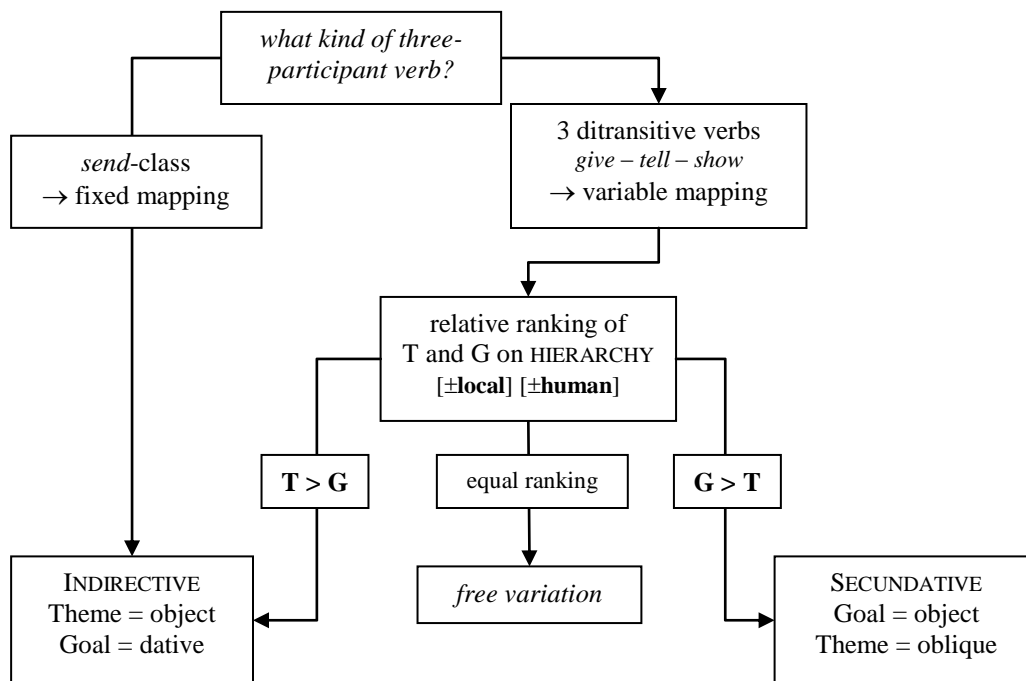 what kind of three-
participant verb?
send-class
→ fixed mapping
3 ditransitive verbs
give – tell – show
→ variable mapping
relative ranking of
T and G on HIERARCHY
[±local] [±human]
T > G
equal ranking
G > T
INDIRECTIVE
Theme = object
Goal = dative
free variation
SECUNDATIVE
Goal = object
Theme = oblique